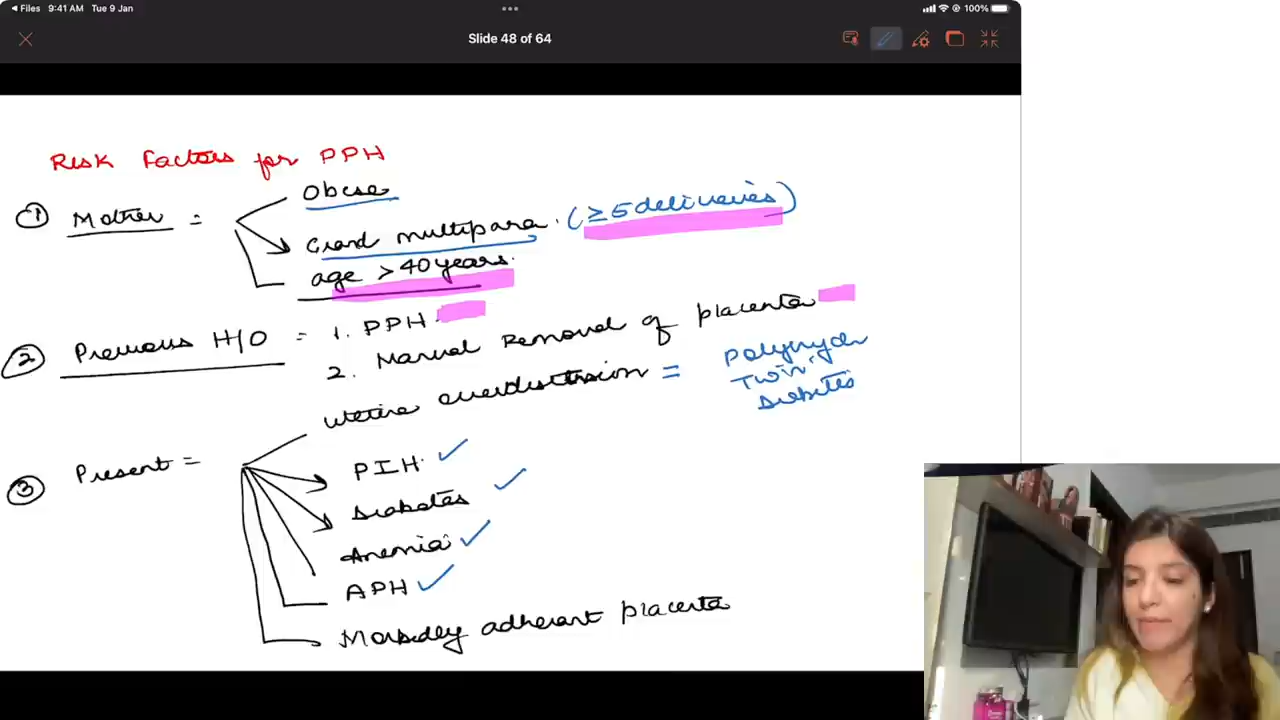 Files 9:41 AM Tue 9 Jan 100%
Slide 48 of 64
Risk Factors for PPH
① Mother = Obese
Grand multipara. (≥5 deliveries)
age >40 years.
② Previous H/O = 1. PPH.
2. Manual Removal of placenta
Uterine overdistension = Polyhydr
Twin
Diabetes
③ Present =
PIH ✓
Diabetes ✓
Anemia ✓
APH ✓
Morbidly adherent placenta